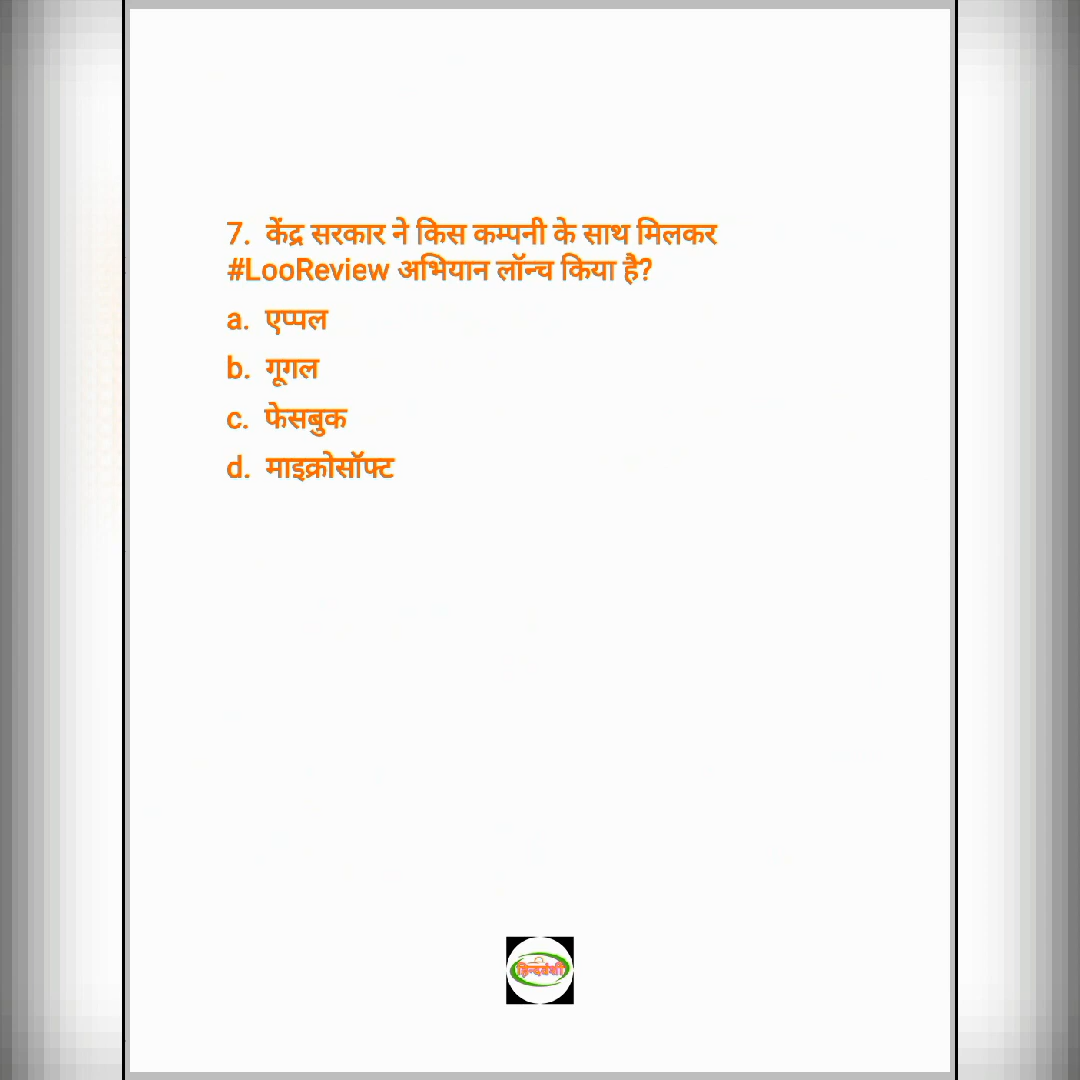 7. केंद्र सरकार ने किस कम्पनी के साथ मिलकर
#LooReview अभियान लॉन्च किया है?
a. एप्पल
b. गूगल
c. फेसबुक
d. माइक्रोसॉफ्ट